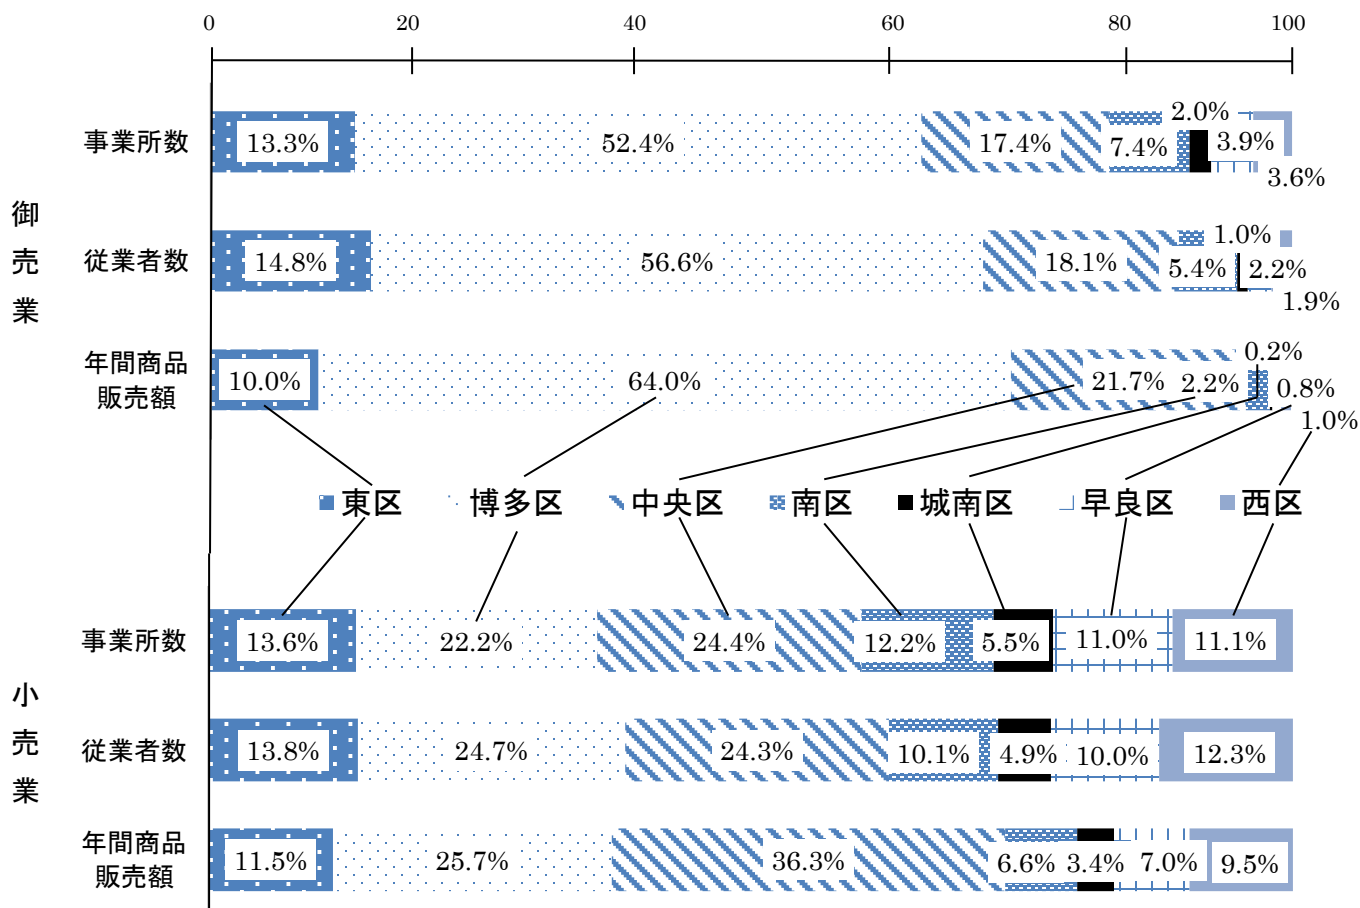 0 20 40 60 80 100
御売業
事業所数 13.3% 52.4% 17.4% 7.4% 2.0% 3.9% 3.6%
従業者数 14.8% 56.6% 18.1% 5.4% 1.0% 2.2% 1.9%
年間商品
販売額 10.0% 64.0% 21.7% 2.2% 0.2% 0.8% 1.0%
東区 博多区 中央区 南区 城南区 早良区 西区
小売業
事業所数 13.6% 22.2% 24.4% 12.2% 5.5% 11.0% 11.1%
従業者数 13.8% 24.7% 24.3% 10.1% 4.9% 10.0% 12.3%
年間商品
販売額 11.5% 25.7% 36.3% 6.6% 3.4% 7.0% 9.5%